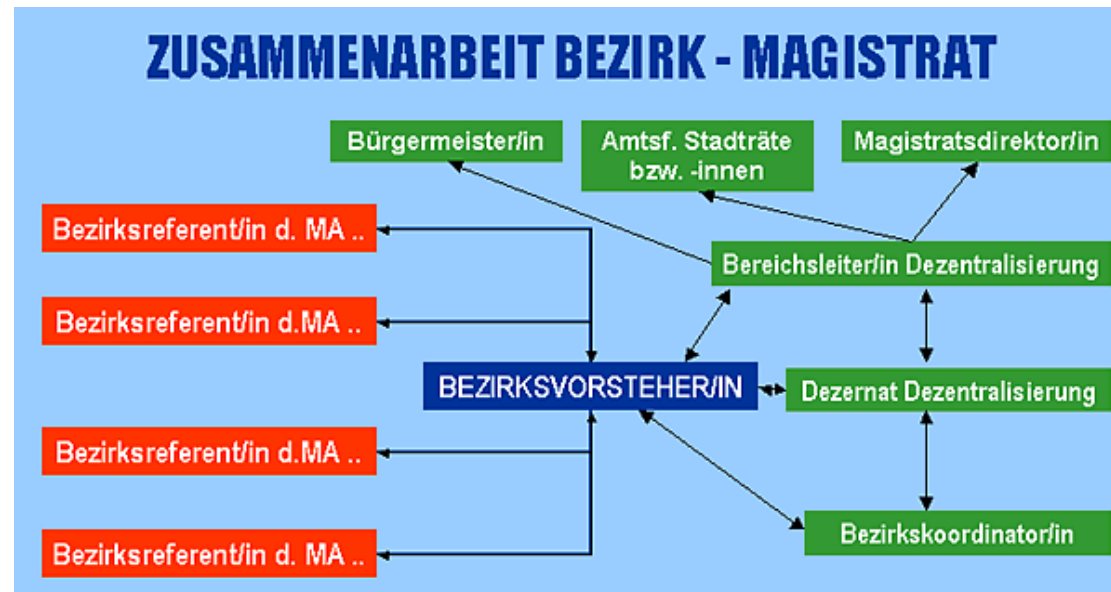 ZUSAMMENARBEIT BEZIRK - MAGISTRAT
Bürgermeister/in
Amtsf. Stadträte
bzw. -innen
Magistratsdirektor/in
Bezirksreferent/in d. MA ..
Bereichsleiter/in Dezentralisierung
Bezirksreferent/in d.MA ..
BEZIRKSVORSTEHER/IN
Dezernat Dezentralisierung
Bezirksreferent/in d.MA ..
Bezirkskoordinator/in
Bezirksreferent/in d. MA ..